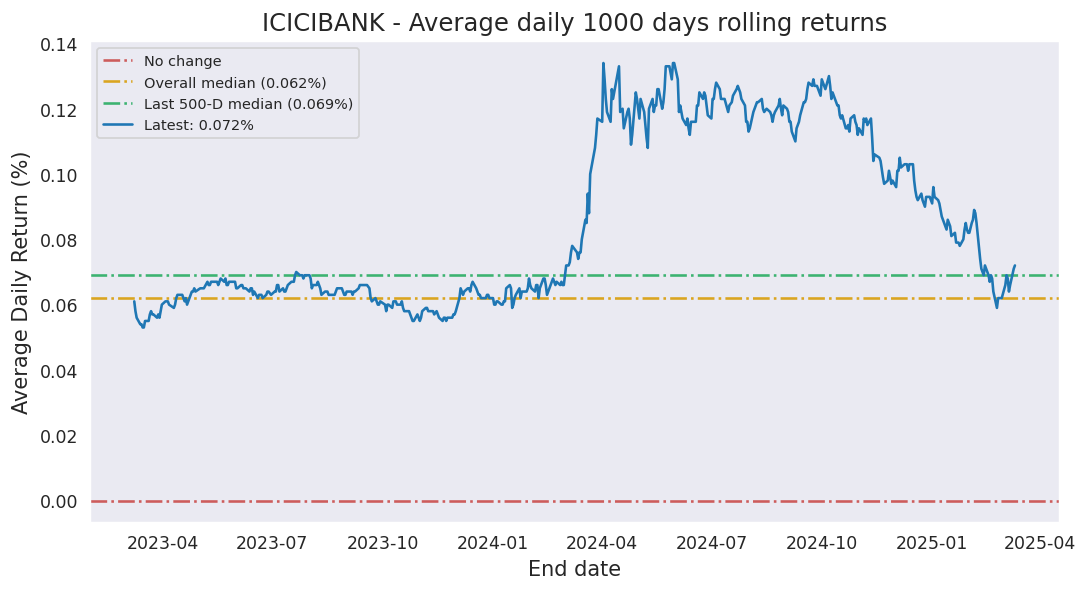 ICICIBANK - Average daily 1000 days rolling returns
No change
Overall median (0.062%)
Last 500-D median (0.069%)
Latest: 0.072%
Average Daily Return (%)
0.14
0.12
0.10
0.08
0.06
0.04
0.02
0.00
2023-04 2023-07 2023-10 2024-01 2024-04 2024-07 2024-10 2025-01 2025-04
End date